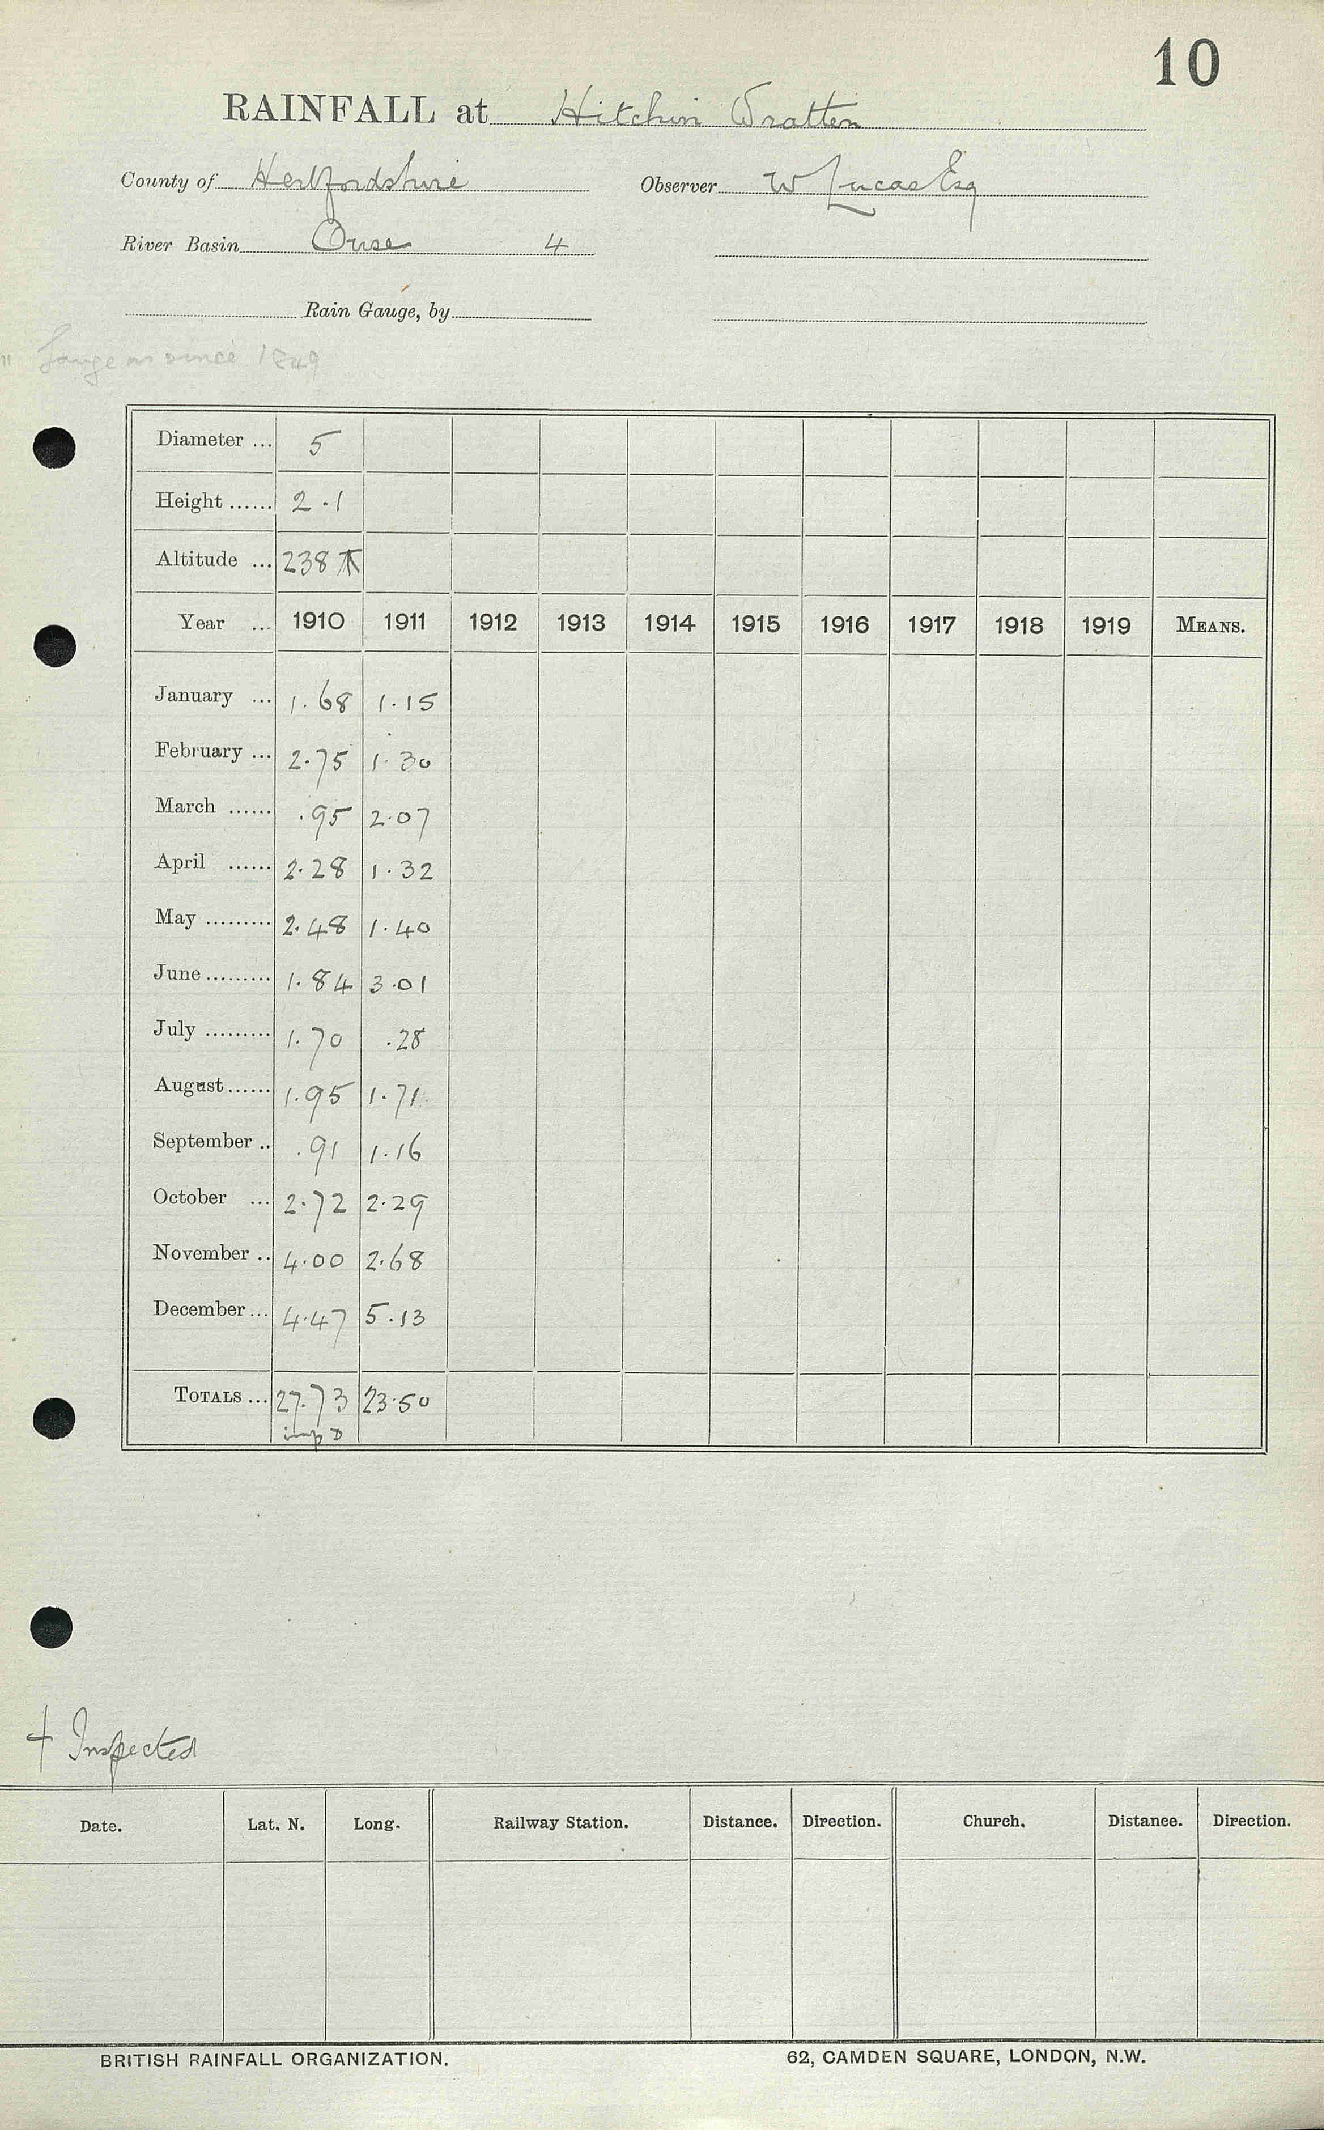 10
RAINFALL at Hitchin Wratten
County of Hertfordshire Observer W Lucas Esq
River Basin Ouse 4
Rain Gauge, by
since 1849
Diameter ... 5
Height ...... 2.1
Altitude ... 238
Year ... 1910 1911 1912 1913 1914 1915 1916 1917 1918 1919 MEANS.
January ... 1.68 1.15
February ... 2.75 1.30
March ...... .95 2.07
April ...... 2.28 1.32
May ......... 2.48 1.40
June ......... 1.84 3.01
July ......... 1.70 .28
August ...... 1.95 1.71
September .. .91 1.16
October ... 2.72 2.29
November .. 4.00 2.68
December ... 4.47 5.13
TOTALS ... 27.73 23.50
† Inspected
Date. Lat. N. Long. Railway Station. Distance. Direction. Church. Distance. Direction.
BRITISH RAINFALL ORGANIZATION. 62, CAMDEN SQUARE, LONDON, N.W.